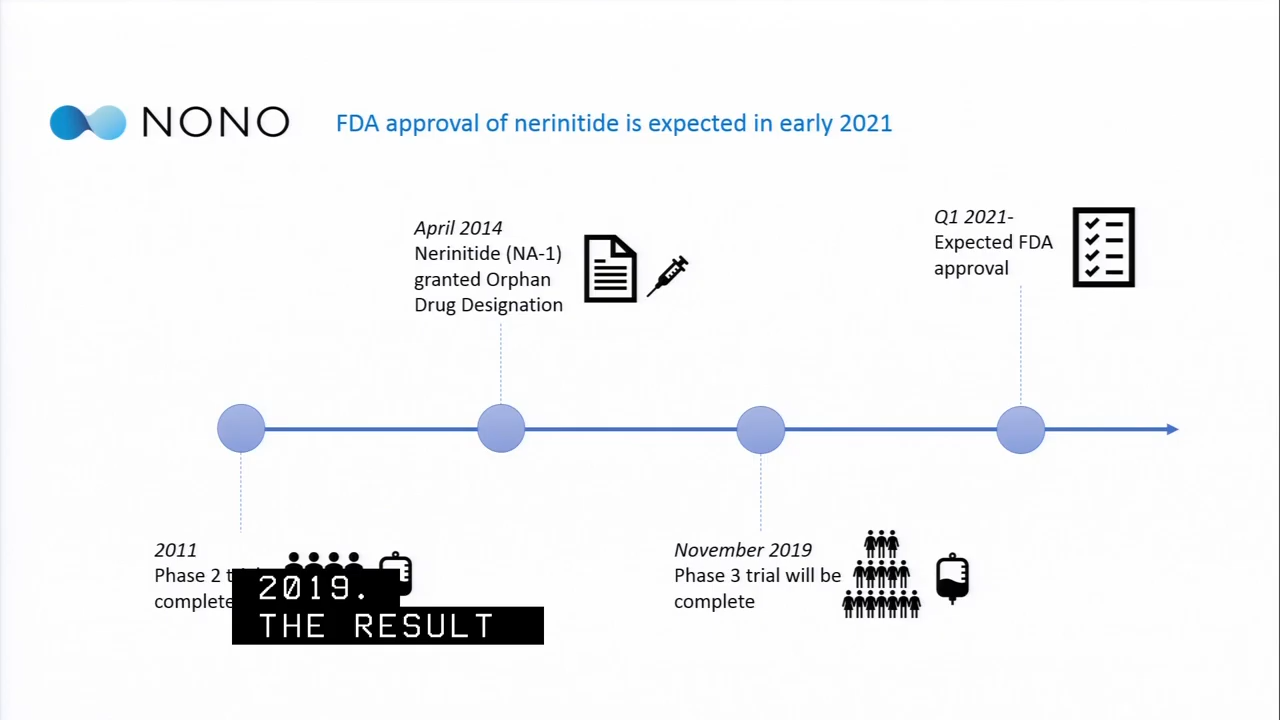 NONO
FDA approval of nerinitide is expected in early 2021
April 2014
Nerinitide (NA-1)
granted Orphan
Drug Designation
Q1 2021-
Expected FDA
approval
2011
Phase 2
complete
November 2019
Phase 3 trial will be
complete
2019.
THE RESULT